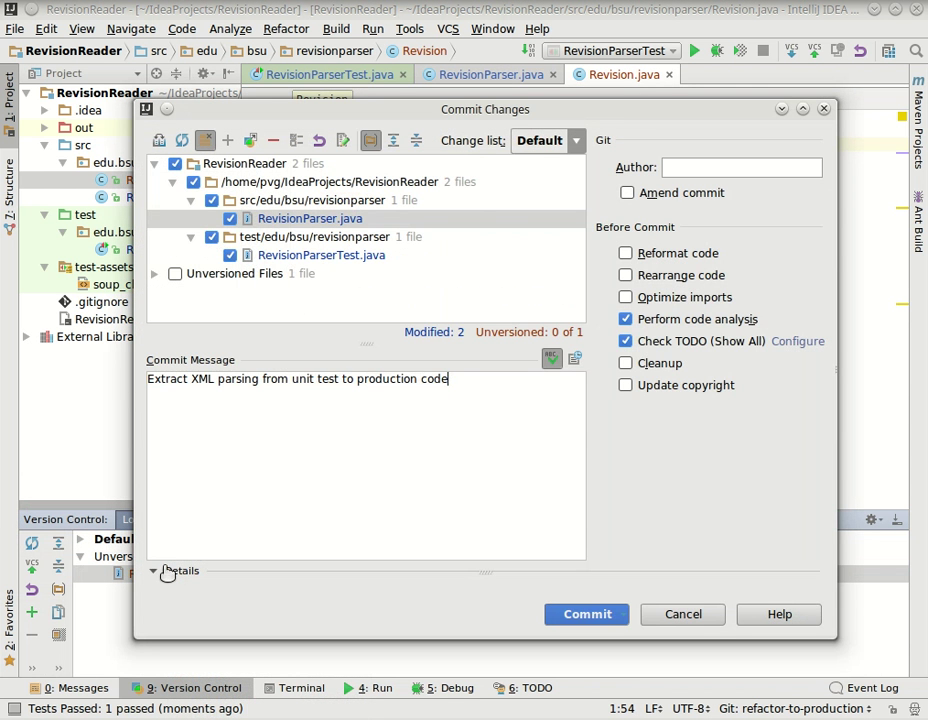 RevisionReader - [~/IdeaProjects/RevisionReader] - [RevisionReader] - ~/IdeaProjects/RevisionReader/src/edu/bsu/revisionparser/Revision.java - IntelliJ IDEA ...
File Edit View Navigate Code Analyze Refactor Build Run Tools VCS Window Help
RevisionReader src edu bsu revisionparser Revision RevisionParserTest
Project RevisionParserTest.java RevisionParser.java Revision.java
1: Project
7: Structure
2: Favorites
Maven Projects
Ant Build
RevisionReader (~/IdeaProjects/
Revision
.idea
out
src
edu.bs
R
R
test
edu.bs
R
test-assets
soup_c
.gitignore
RevisionRe
External Libra
Commit Changes
Change list: Default
RevisionReader 2 files
/home/pvg/IdeaProjects/RevisionReader 2 files
src/edu/bsu/revisionparser 1 file
RevisionParser.java
test/edu/bsu/revisionparser 1 file
RevisionParserTest.java
Unversioned Files 1 file
Modified: 2 Unversioned: 0 of 1
Commit Message
ABC
Extract XML parsing from unit test to production code
Details
Git
Author:
Amend commit
Before Commit
Reformat code
Rearrange code
Optimize imports
Perform code analysis
Check TODO (Show All) Configure
Cleanup
Update copyright
Commit Cancel Help
Version Control: Lo
Defau
Unvers
VCS
0: Messages 9: Version Control Terminal 4: Run 5: Debug 6: TODO Event Log
Tests Passed: 1 passed (moments ago) 1:54 LF UTF-8 Git: refactor-to-production